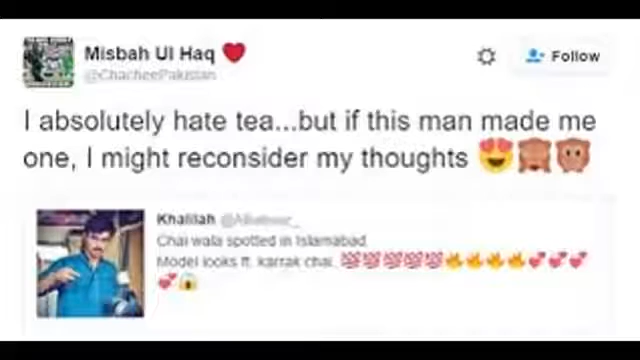 Misbah Ul Haq ❤
@ChacheePakistan
Follow
I absolutely hate tea...but if this man made me
one, I might reconsider my thoughts 😍🙈🙊
Khalilah
Chai wala spotted in Islamabad.
Model looks ft. karrak chai. 💯💯💯💯💯🔥🔥🔥🔥💞💞💞
💞😱